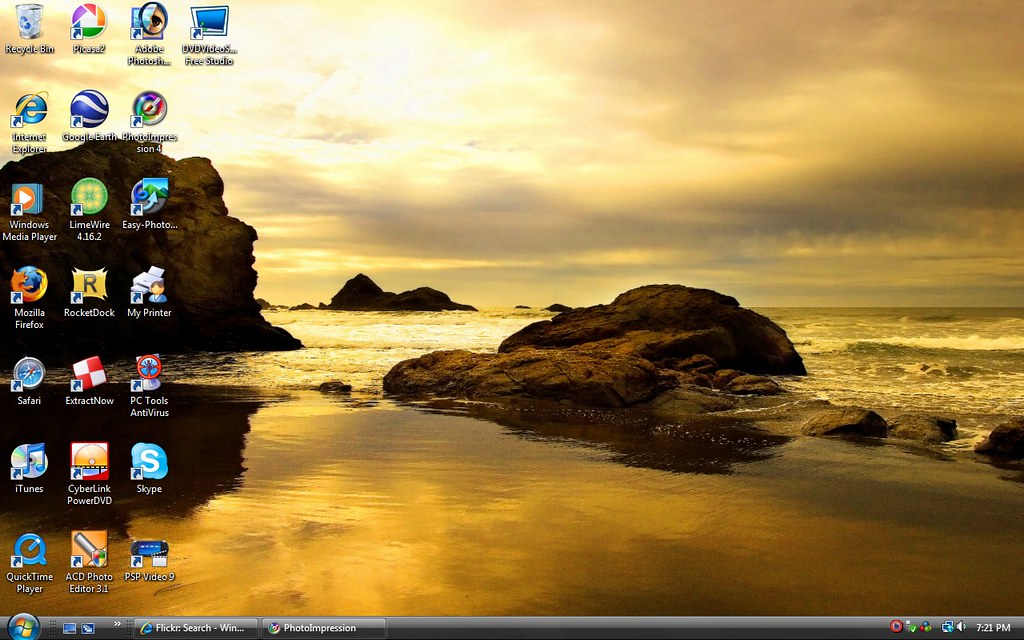 Recycle Bin
Picasa2
Adobe
Photosh...
DVDVideoS...
Free Studio
Internet
Explorer
Google Earth
PhotoImpres
sion 4
Windows
Media Player
LimeWire
4.16.2
Easy-Photo...
Mozilla
Firefox
R
RocketDock
My Printer
Safari
ExtractNow
PC Tools
AntiVirus
iTunes
CyberLink
PowerDVD
S
Skype
QuickTime
Player
ACD Photo
Editor 3.1
PSP Video 9
»
Flickr: Search - Win...
PhotoImpression
7:21 PM